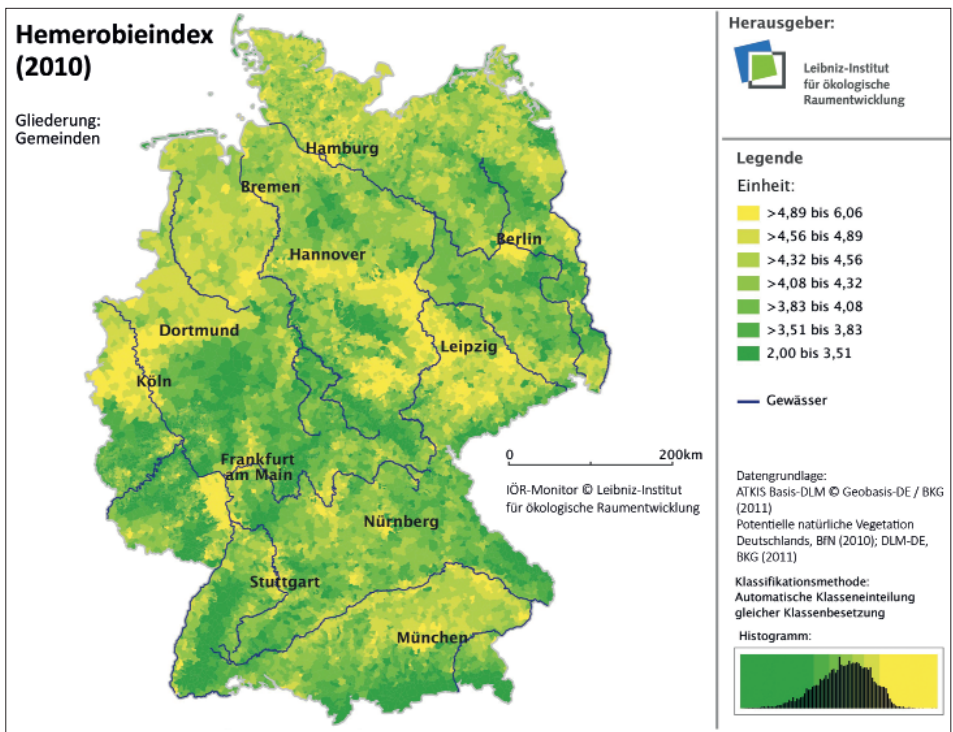 Hemerobieindex
(2010)
Gliederung:
Gemeinden
Hamburg
Bremen
Berlin
Hannover
Dortmund
Leipzig
Köln
Frankfurt
am Main
Nürnberg
Stuttgart
München
0 200km
IÖR-Monitor © Leibniz-Institut
für ökologische Raumentwicklung
Herausgeber:
Leibniz-Institut
für ökologische
Raumentwicklung
Legende
Einheit:
>4,89 bis 6,06
>4,56 bis 4,89
>4,32 bis 4,56
>4,08 bis 4,32
>3,83 bis 4,08
>3,51 bis 3,83
2,00 bis 3,51
Gewässer
Datengrundlage:
ATKIS Basis-DLM © Geobasis-DE / BKG
(2011)
Potentielle natürliche Vegetation
Deutschlands, BfN (2010); DLM-DE,
BKG (2011)
Klassifikationsmethode:
Automatische Klasseneinteilung
gleicher Klassenbesetzung
Histogramm: